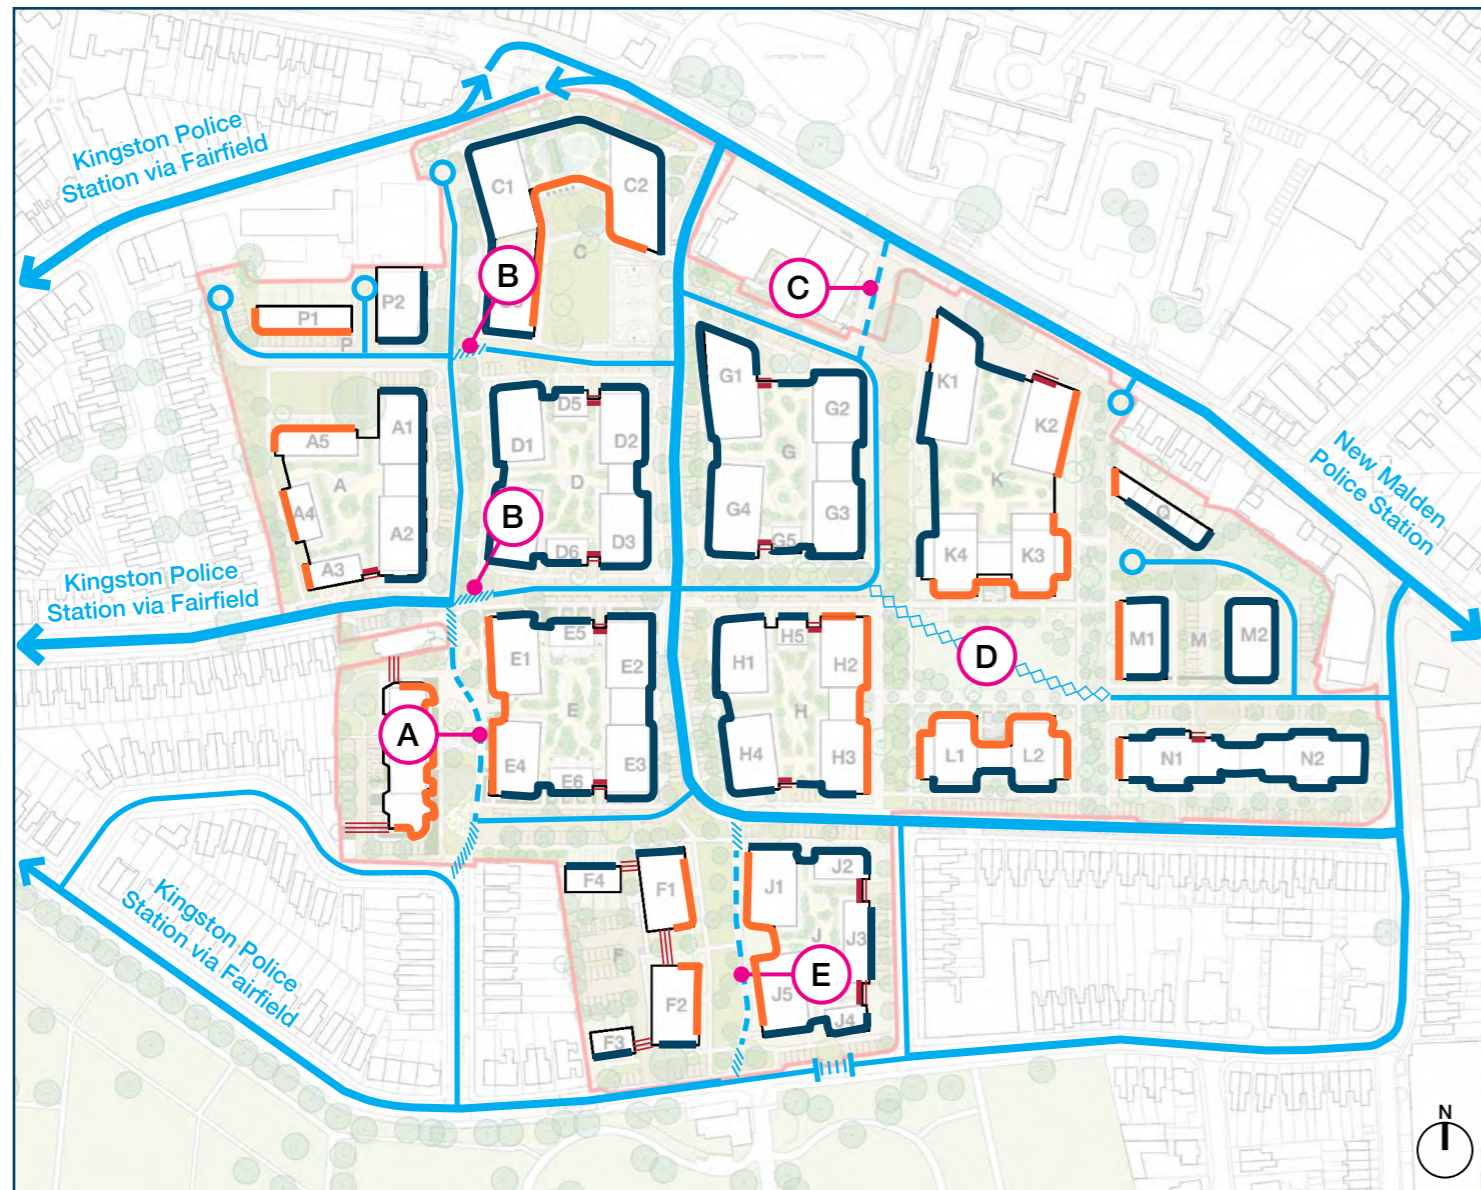 Kingston Police
Station via Fairfield
C1
C2
C
B
C
P1
P2
P
G1
G2
G
G4
G3
G5
K1
K2
K
K4
K3
A5
A1
A
A4
A2
A3
D5
D1
D2
D
B
D6
D3
New Malden
Police Station
Q
Kingston Police
Station via Fairfield
M1
M
M2
E5
E1
E2
E
E4
E3
E6
H5
H1
H2
H
H4
H3
D
A
L1
L2
N1
N2
Kingston Police
Station via Fairfield
F4
F1
F
F2
F3
J1
J2
J
J3
J5
J4
E
N